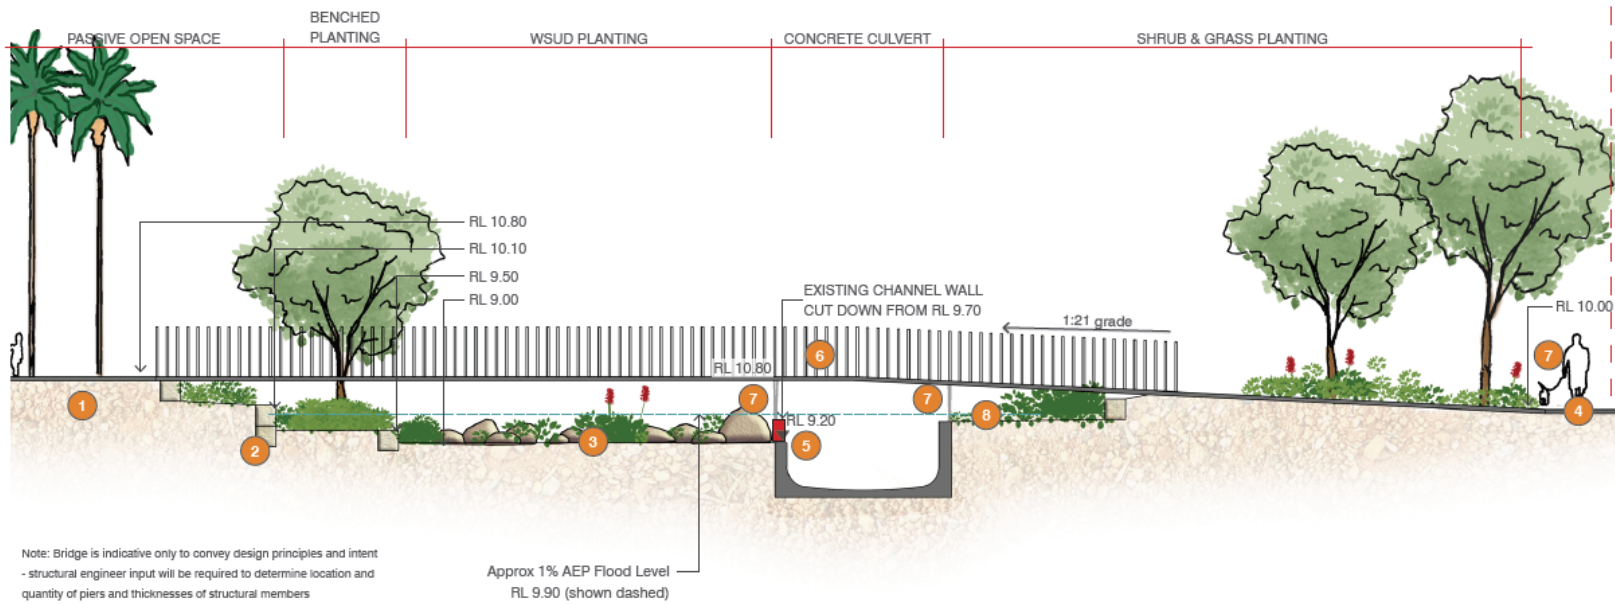 PASSIVE OPEN SPACE
BENCHED
PLANTING
WSUD PLANTING
CONCRETE CULVERT
SHRUB & GRASS PLANTING
RL 10.80
RL 10.10
RL 9.50
RL 9.00
EXISTING CHANNEL WALL
CUT DOWN FROM RL 9.70
1:21 grade
RL 10.00
6
7
RL 10.80
1
7
7
8
4
RL 9.20
2
3
5
Note: Bridge is indicative only to convey design principles and intent
- structural engineer input will be required to determine location and
quantity of piers and thicknesses of structural members
Approx 1% AEP Flood Level
RL 9.90 (shown dashed)